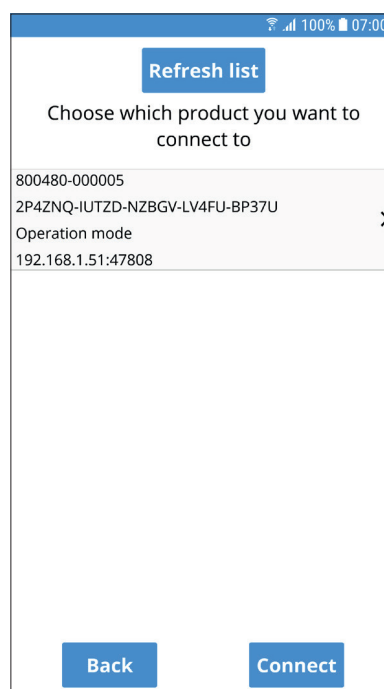 100% 07:00
Refresh list
Choose which product you want to
connect to
800480-000005
2P4ZNQ-IUTZD-NZBGV-LV4FU-BP37U
Operation mode
192.168.1.51:47808
Back
Connect